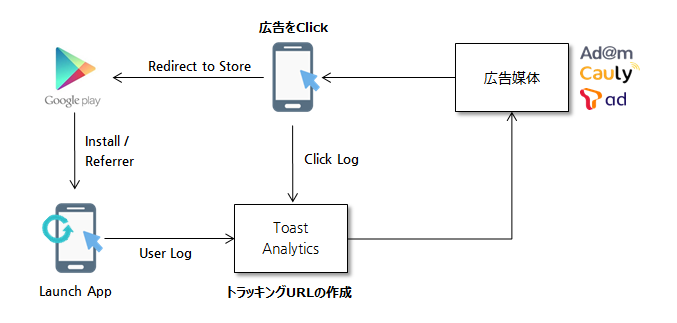 広告をClick
Ad@m
Cauly
T ad
広告媒体
Redirect to Store
Google play
Install /
Referrer
Click Log
Toast
Analytics
User Log
Launch App
トラッキングURLの作成